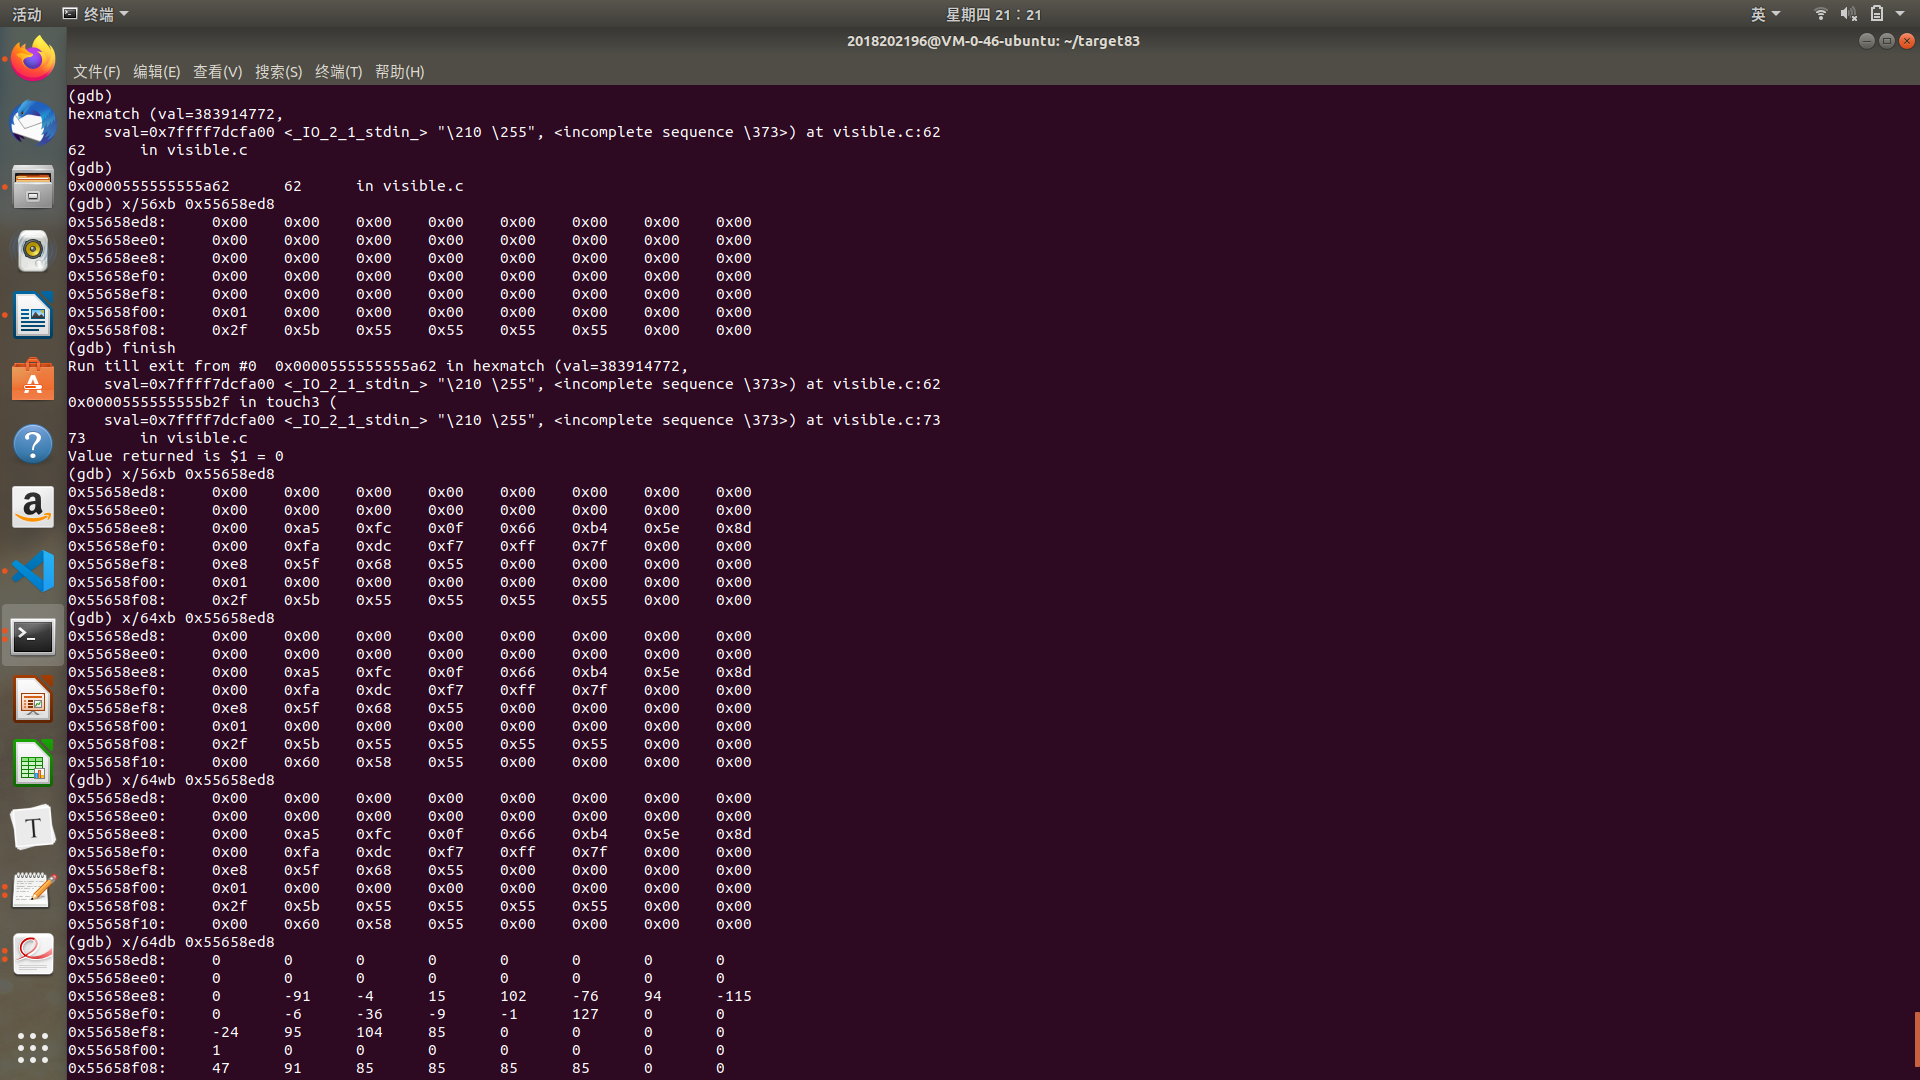 活动 终端 星期四 21：21 英
2018202196@VM-0-46-ubuntu: ~/target83
文件(F) 编辑(E) 查看(V) 搜索(S) 终端(T) 帮助(H)
(gdb)
hexmatch (val=383914772,
    sval=0x7ffff7dcfa00 <_IO_2_1_stdin_> "\210 \255", <incomplete sequence \373>) at visible.c:62
62      in visible.c
(gdb)
0x0000555555555a62      62      in visible.c
(gdb) x/56xb 0x55658ed8
0x55658ed8:     0x00    0x00    0x00    0x00    0x00    0x00    0x00    0x00
0x55658ee0:     0x00    0x00    0x00    0x00    0x00    0x00    0x00    0x00
0x55658ee8:     0x00    0x00    0x00    0x00    0x00    0x00    0x00    0x00
0x55658ef0:     0x00    0x00    0x00    0x00    0x00    0x00    0x00    0x00
0x55658ef8:     0x00    0x00    0x00    0x00    0x00    0x00    0x00    0x00
0x55658f00:     0x01    0x00    0x00    0x00    0x00    0x00    0x00    0x00
0x55658f08:     0x2f    0x5b    0x55    0x55    0x55    0x55    0x00    0x00
(gdb) finish
Run till exit from #0  0x0000555555555a62 in hexmatch (val=383914772,
    sval=0x7ffff7dcfa00 <_IO_2_1_stdin_> "\210 \255", <incomplete sequence \373>) at visible.c:62
0x0000555555555b2f in touch3 (
    sval=0x7ffff7dcfa00 <_IO_2_1_stdin_> "\210 \255", <incomplete sequence \373>) at visible.c:73
73      in visible.c
Value returned is $1 = 0
(gdb) x/56xb 0x55658ed8
0x55658ed8:     0x00    0x00    0x00    0x00    0x00    0x00    0x00    0x00
0x55658ee0:     0x00    0x00    0x00    0x00    0x00    0x00    0x00    0x00
0x55658ee8:     0x00    0xa5    0xfc    0x0f    0x66    0xb4    0x5e    0x8d
0x55658ef0:     0x00    0xfa    0xdc    0xf7    0xff    0x7f    0x00    0x00
0x55658ef8:     0xe8    0x5f    0x68    0x55    0x00    0x00    0x00    0x00
0x55658f00:     0x01    0x00    0x00    0x00    0x00    0x00    0x00    0x00
0x55658f08:     0x2f    0x5b    0x55    0x55    0x55    0x55    0x00    0x00
(gdb) x/64xb 0x55658ed8
0x55658ed8:     0x00    0x00    0x00    0x00    0x00    0x00    0x00    0x00
0x55658ee0:     0x00    0x00    0x00    0x00    0x00    0x00    0x00    0x00
0x55658ee8:     0x00    0xa5    0xfc    0x0f    0x66    0xb4    0x5e    0x8d
0x55658ef0:     0x00    0xfa    0xdc    0xf7    0xff    0x7f    0x00    0x00
0x55658ef8:     0xe8    0x5f    0x68    0x55    0x00    0x00    0x00    0x00
0x55658f00:     0x01    0x00    0x00    0x00    0x00    0x00    0x00    0x00
0x55658f08:     0x2f    0x5b    0x55    0x55    0x55    0x55    0x00    0x00
0x55658f10:     0x00    0x60    0x58    0x55    0x00    0x00    0x00    0x00
(gdb) x/64wb 0x55658ed8
0x55658ed8:     0x00    0x00    0x00    0x00    0x00    0x00    0x00    0x00
0x55658ee0:     0x00    0x00    0x00    0x00    0x00    0x00    0x00    0x00
0x55658ee8:     0x00    0xa5    0xfc    0x0f    0x66    0xb4    0x5e    0x8d
0x55658ef0:     0x00    0xfa    0xdc    0xf7    0xff    0x7f    0x00    0x00
0x55658ef8:     0xe8    0x5f    0x68    0x55    0x00    0x00    0x00    0x00
0x55658f00:     0x01    0x00    0x00    0x00    0x00    0x00    0x00    0x00
0x55658f08:     0x2f    0x5b    0x55    0x55    0x55    0x55    0x00    0x00
0x55658f10:     0x00    0x60    0x58    0x55    0x00    0x00    0x00    0x00
(gdb) x/64db 0x55658ed8
0x55658ed8:     0       0       0       0       0       0       0       0
0x55658ee0:     0       0       0       0       0       0       0       0
0x55658ee8:     0       -91     -4      15      102     -76     94      -115
0x55658ef0:     0       -6      -36     -9      -1      127     0       0
0x55658ef8:     -24     95      104     85      0       0       0       0
0x55658f00:     1       0       0       0       0       0       0       0
0x55658f08:     47      91      85      85      85      85      0       0